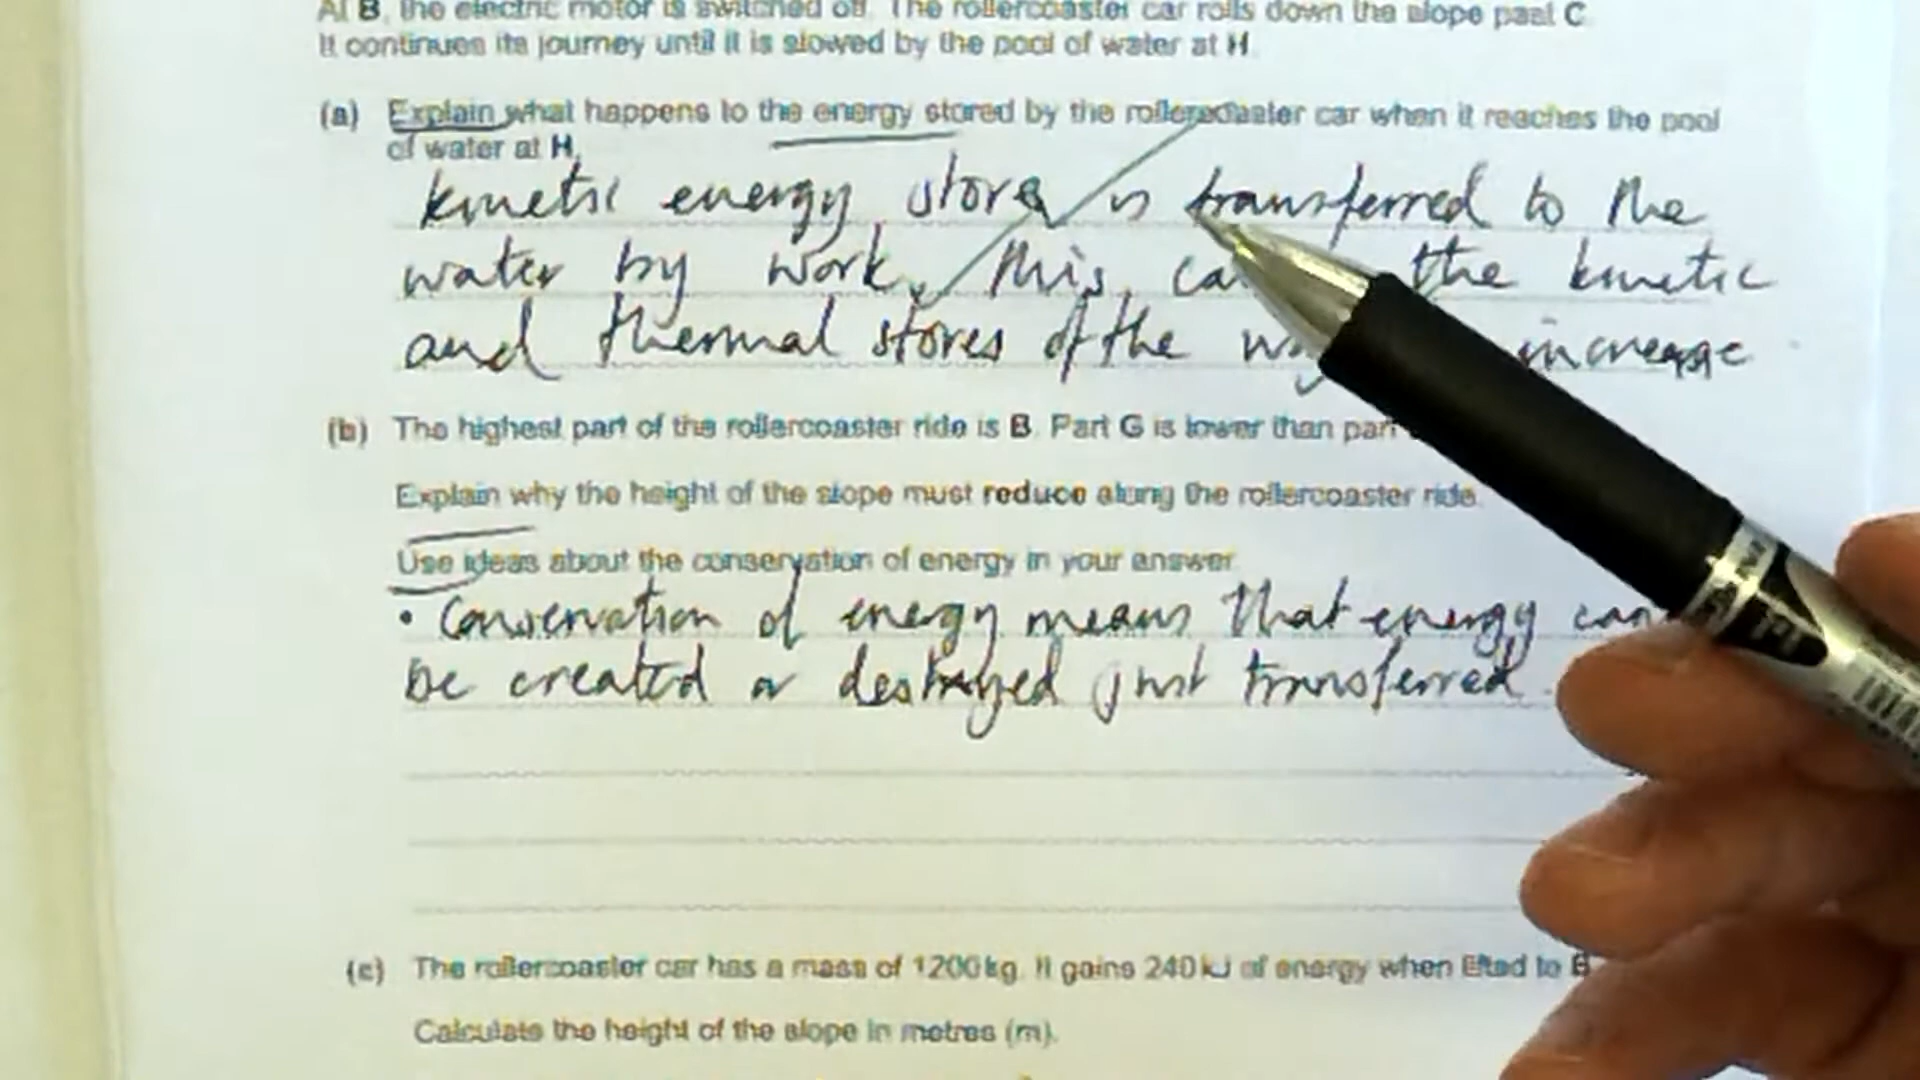 At B, the electric motor is switched off. The rollercoaster car rolls down the slope past C.
It continues its journey until it is slowed by the pool of water at H.
(a) Explain what happens to the energy stored by the rollercoaster car when it reaches the pool
of water at H.
kinetic energy store is transferred to the
water by work. this the kinetic
and thermal stores of the increase
(b) The highest part of the rollercoaster ride is B. Part G is lower than part
Explain why the height of the slope must reduce along the rollercoaster ride.
Use ideas about the conservation of energy in your answer.
• Conservation of energy means that energy
be created or destroyed just transferred.
(c) The rollercoaster car has a mass of 1200 kg. It gains 240 kJ of energy when lifted to B
Calculate the height of the slope in metres (m).